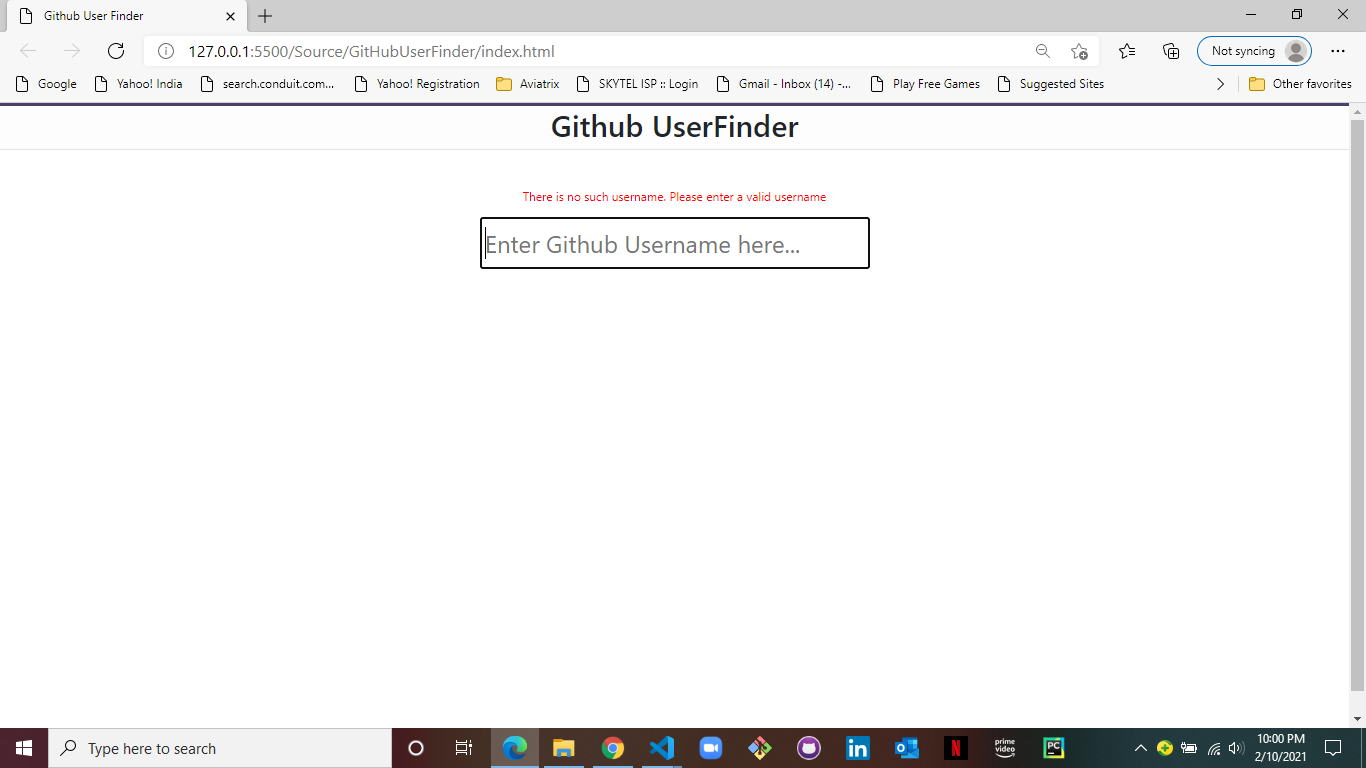 Github User Finder
127.0.0.1:5500/Source/GitHubUserFinder/index.html
Not syncing
Google Yahoo! India search.conduit.com... Yahoo! Registration Aviatrix SKYTEL ISP :: Login Gmail - Inbox (14) -... Play Free Games Suggested Sites Other favorites
Github UserFinder
There is no such username. Please enter a valid username
Enter Github Username here...
Type here to search
in
N
prime
video
PC
10:00 PM
2/10/2021